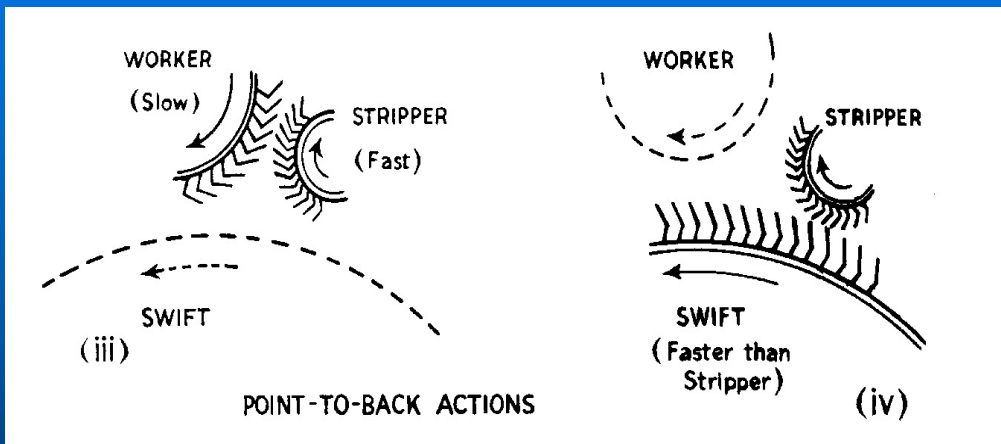 WORKER
(Slow)
STRIPPER
(Fast)
SWIFT
(iii)
WORKER
STRIPPER
SWIFT
(Faster than
Stripper)
(iv)
POINT-TO-BACK ACTIONS